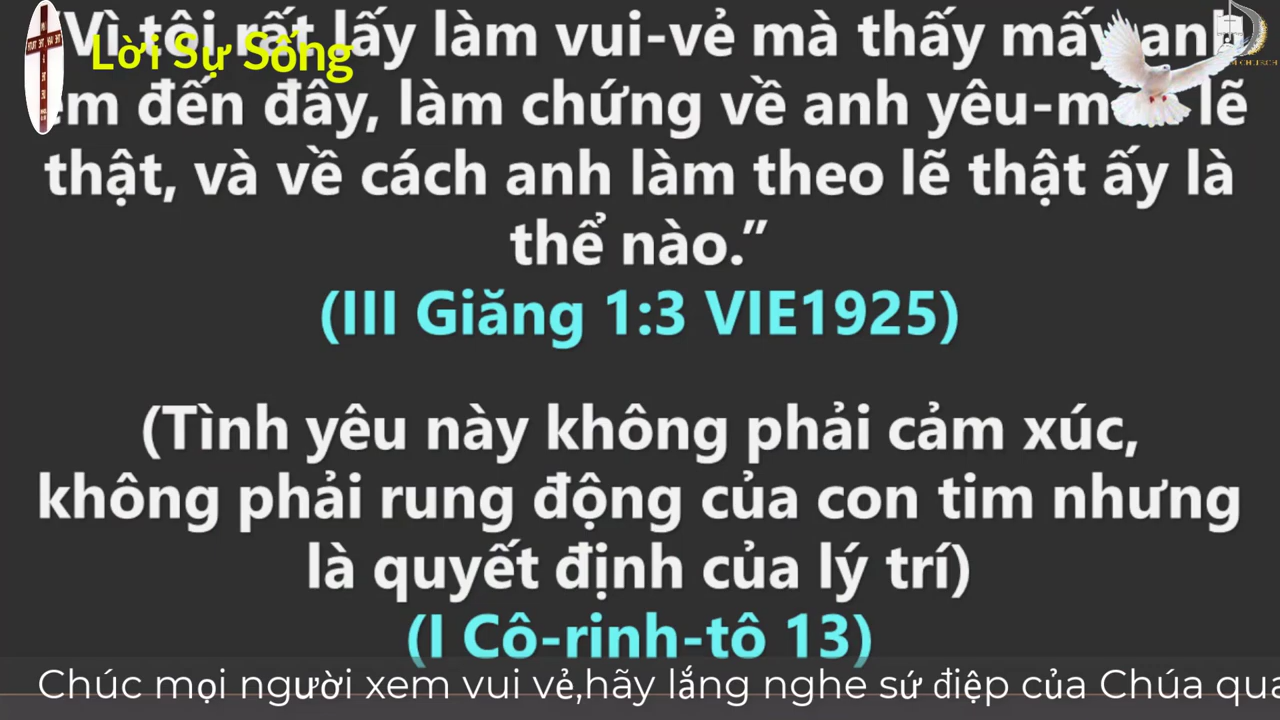 Lời Sự Sống
"Vì tôi rất lấy làm vui-vẻ mà thấy mấy anh
em đến đây, làm chứng về anh yêu-mến lẽ
thật, và về cách anh làm theo lẽ thật ấy là
thể nào."
(III Giăng 1:3 VIE1925)
(Tình yêu này không phải cảm xúc,
không phải rung động của con tim nhưng
là quyết định của lý trí)
(I Cô-rinh-tô 13)
Chúc mọi người xem vui vẻ,hãy lắng nghe sứ điệp của Chúa qua